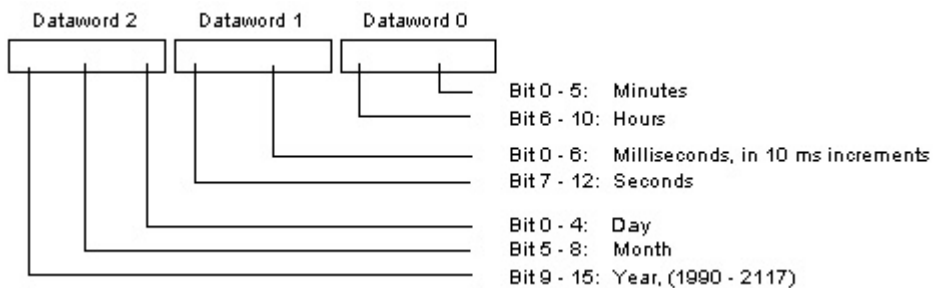 Dataword 2 Dataword 1 Dataword 0
Bit 0 - 5: Minutes
Bit 6 - 10: Hours
Bit 0 - 6: Milliseconds, in 10 ms increments
Bit 7 - 12: Seconds
Bit 0 - 4: Day
Bit 5 - 8: Month
Bit 9 - 15: Year, (1990 - 2117)